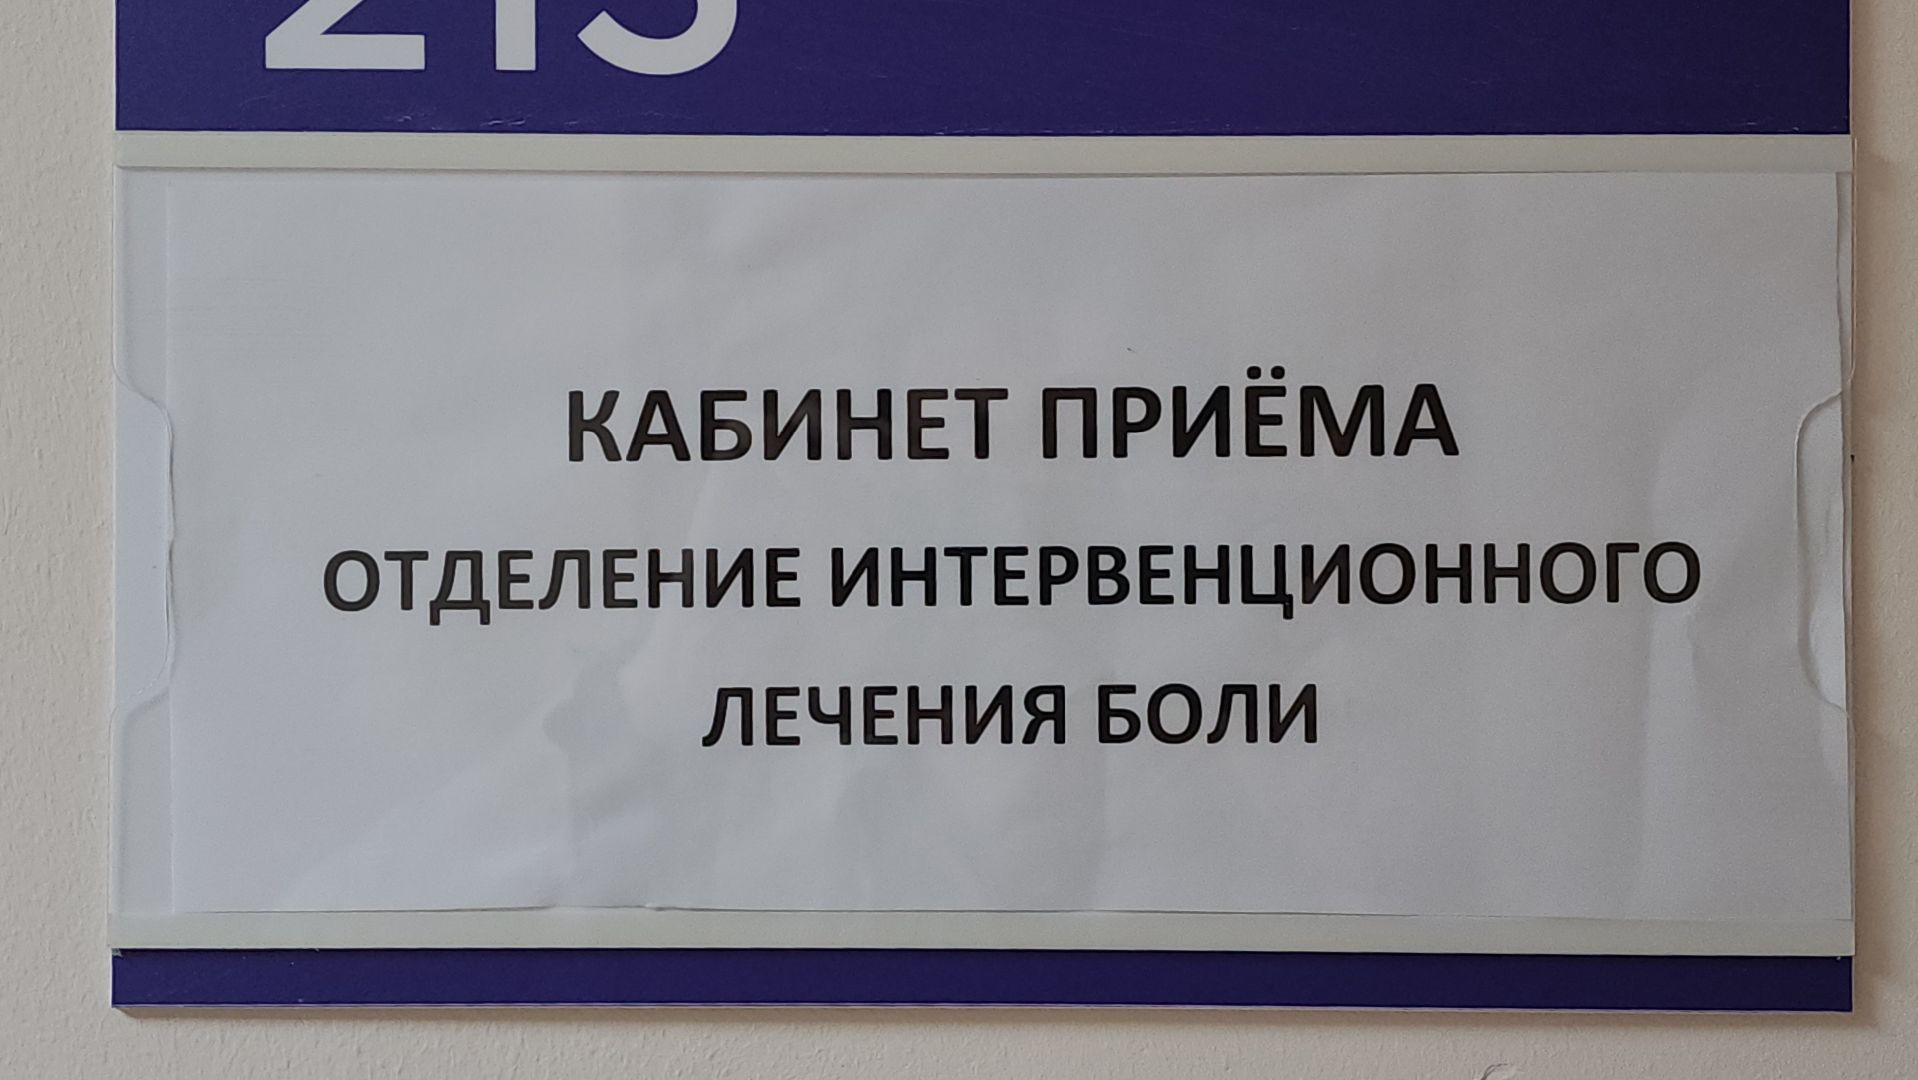 КАБИНЕТ ПРИЁМА
ОТДЕЛЕНИЕ ИНТЕРВЕНЦИОННОГО
ЛЕЧЕНИЯ БОЛИ